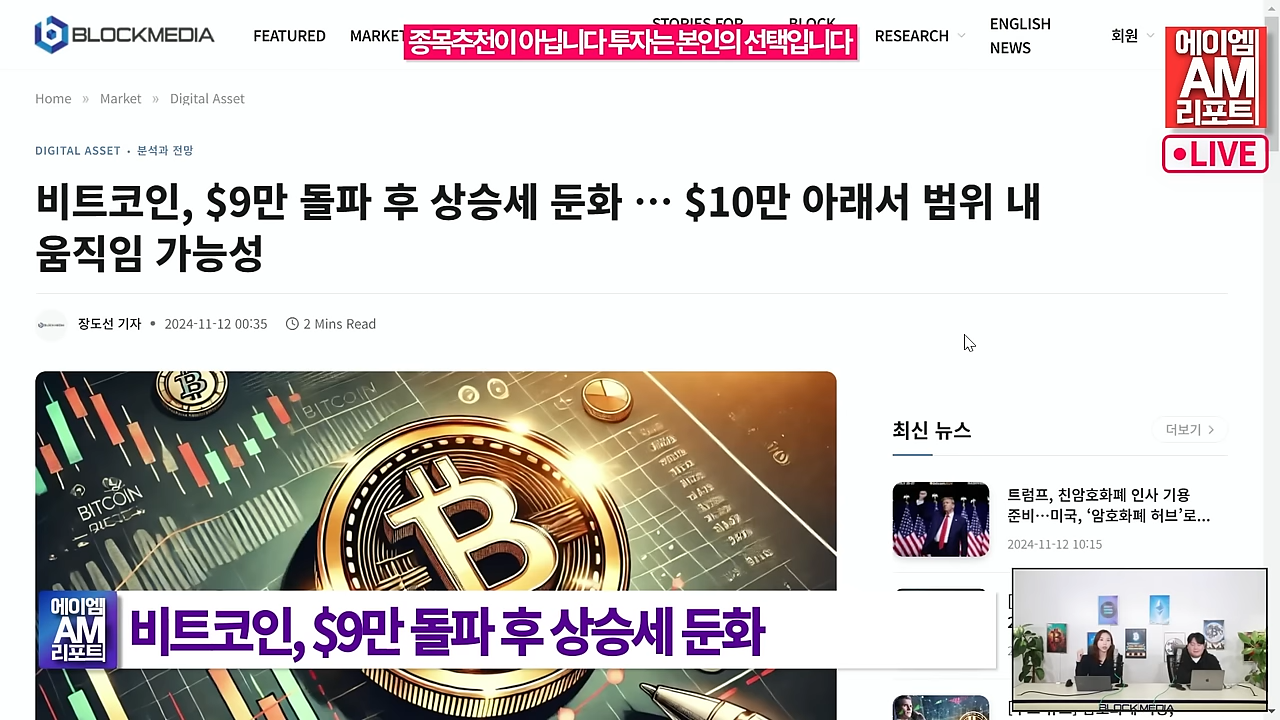 BLOCKMEDIA
FEATURED
MARKET
STORIES FOR
BLOCK
RESEARCH
ENGLISH
NEWS
회원
종목추천이 아닙니다 투자는 본인의 선택입니다
에이엠
AM
리포트
LIVE
Home » Market » Digital Asset
DIGITAL ASSET • 분석과 전망
비트코인, $9만 돌파 후 상승세 둔화 … $10만 아래서 범위 내
움직임 가능성
장도선 기자 • 2024-11-12 00:35 2 Mins Read
BITCOIN
BITCOIN
최신 뉴스
더보기
트럼프, 친암호화폐 인사 기용
준비…미국, ‘암호화폐 허브’로...
2024-11-12 10:15
에이엠
AM
리포트
비트코인, $9만 돌파 후 상승세 둔화
BLOCKMEDIA